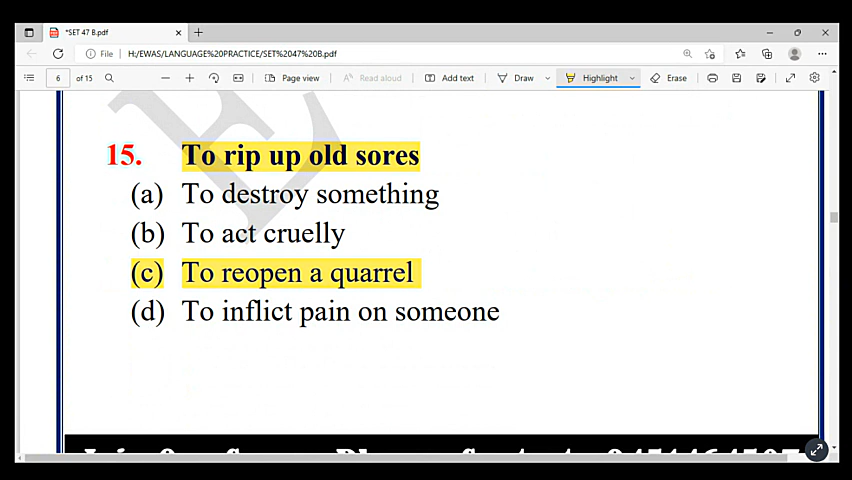 *SET 47 B.pdf
File H:/EWAS/LANGUAGE%20PRACTICE/SET%2047%20B.pdf
6 of 15 Page view Read aloud Add text Draw Highlight Erase
15. To rip up old sores
(a) To destroy something
(b) To act cruelly
(c) To reopen a quarrel
(d) To inflict pain on someone